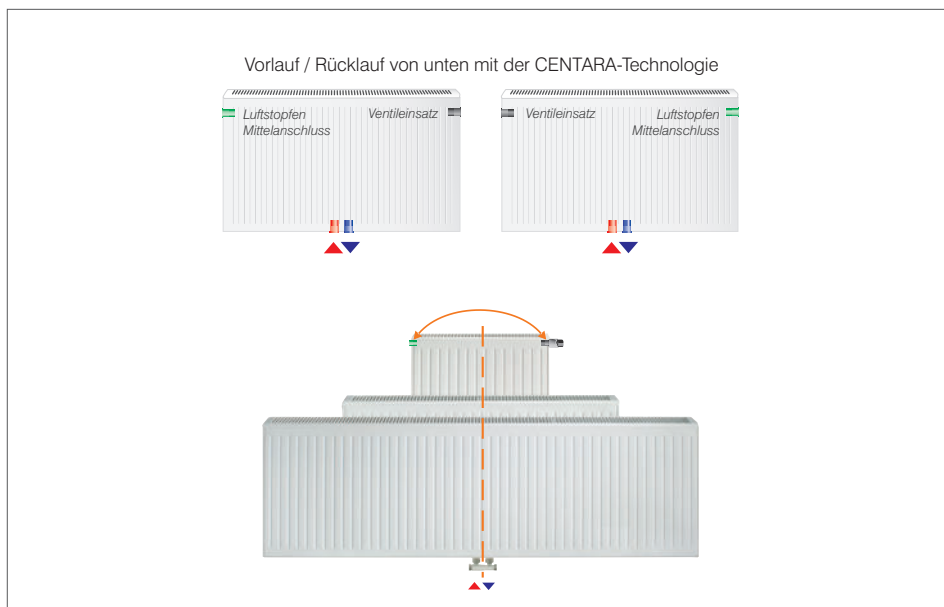 Vorlauf / Rücklauf von unten mit der CENTARA-Technologie
Luftstopfen
Mittelanschluss
Ventileinsatz
Ventileinsatz
Luftstopfen
Mittelanschluss